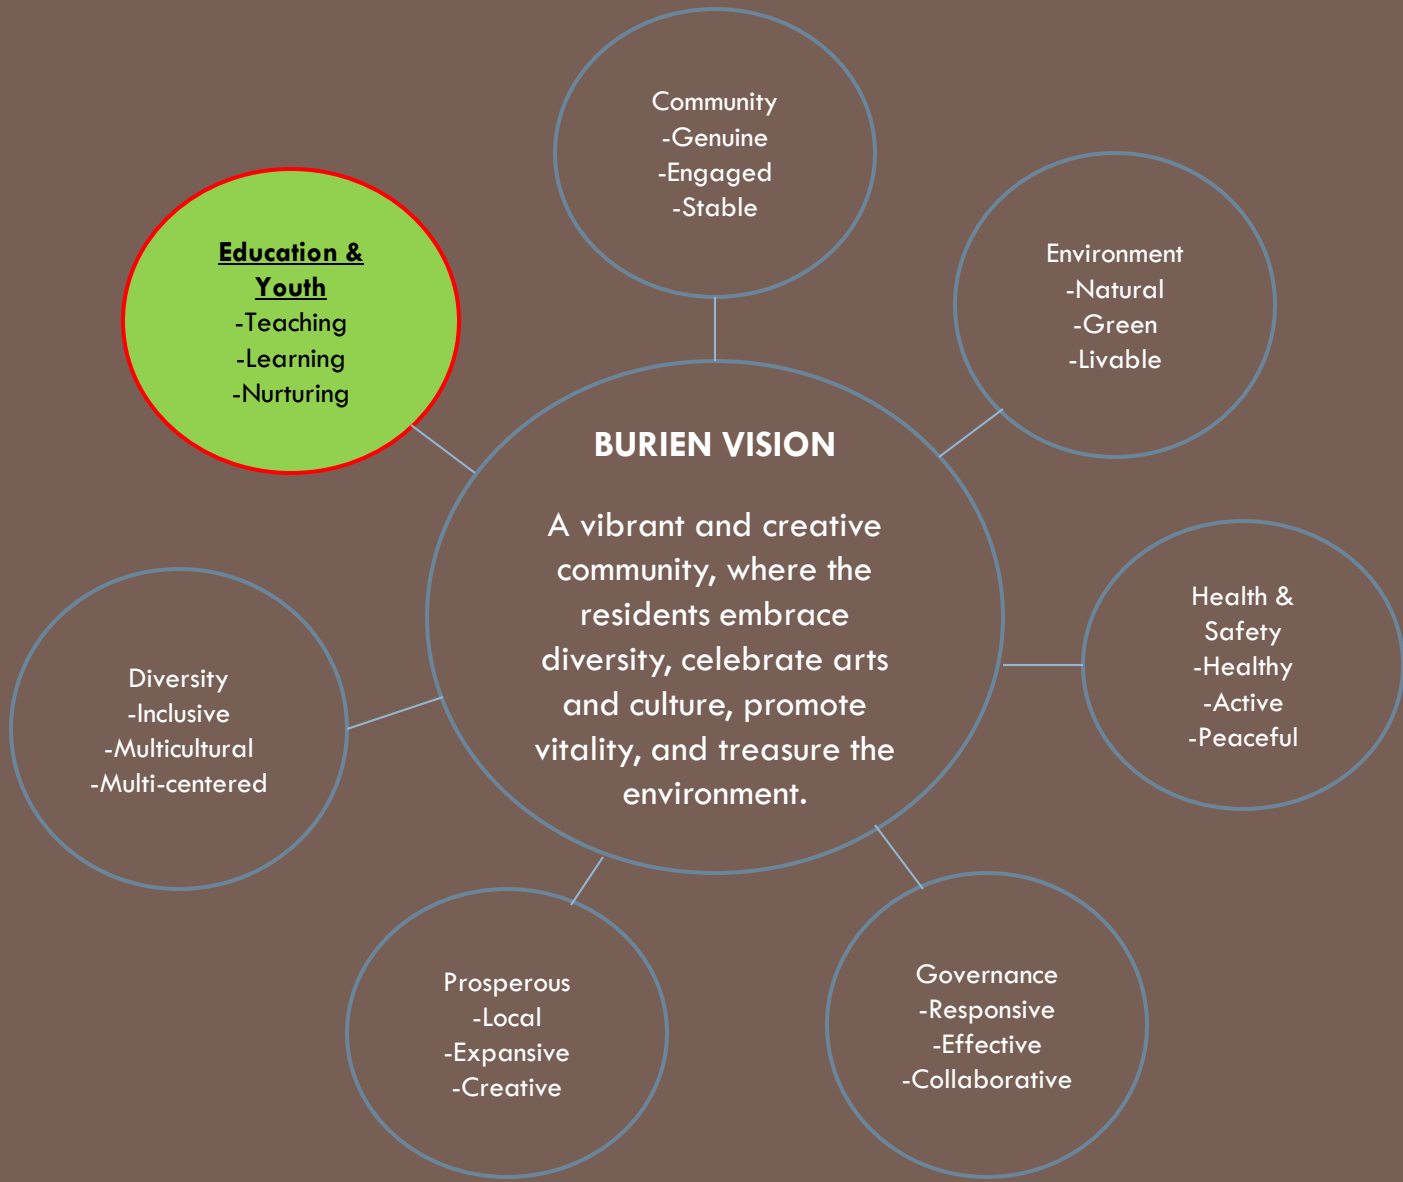 Community
-Genuine
-Engaged
-Stable
Education &
Youth
-Teaching
-Learning
-Nurturing
Environment
-Natural
-Green
-Livable
BURIEN VISION
A vibrant and creative
community, where the
residents embrace
diversity, celebrate arts
and culture, promote
vitality, and treasure the
environment.
Health &
Safety
-Healthy
-Active
-Peaceful
Diversity
-Inclusive
-Multicultural
-Multi-centered
Prosperous
-Local
-Expansive
-Creative
Governance
-Responsive
-Effective
-Collaborative